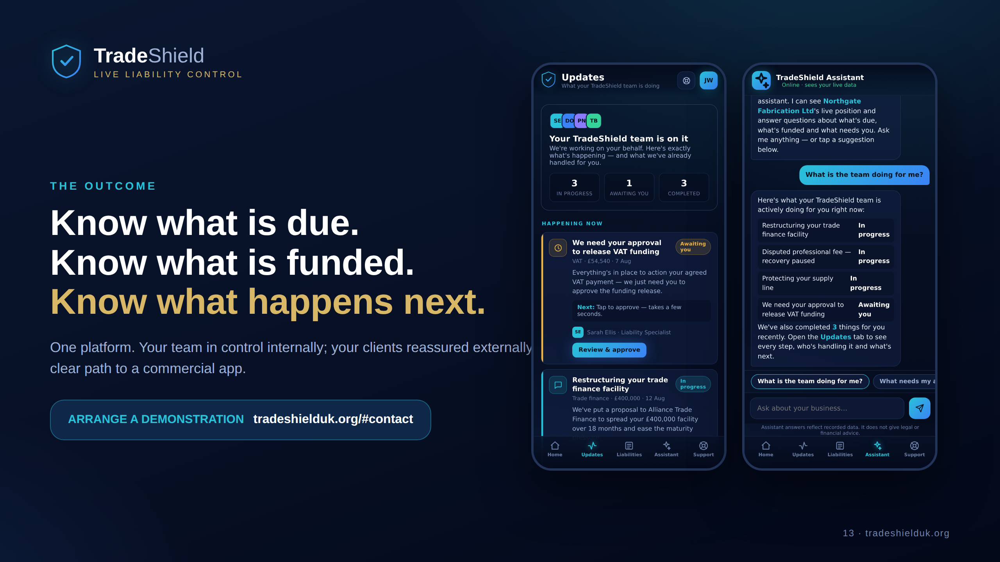 TradeShield
LIVE LIABILITY CONTROL
THE OUTCOME
Know what is due.
Know what is funded.
Know what happens next.
One platform. Your team in control internally; your clients reassured externally
clear path to a commercial app.
ARRANGE A DEMONSTRATION tradeshielduk.org/#contact
Updates
What your TradeShield team is doing
JW
SE DO PN TB
Your TradeShield team is on it
We're working on your behalf. Here's exactly
what's happening — and what we've already
handled for you.
3 1 3
IN PROGRESS AWAITING YOU COMPLETED
HAPPENING NOW
We need your approval
to release VAT funding
Awaiting
you
VAT · £54,540 · 7 Aug
Everything's in place to action your agreed
VAT payment — we just need you to
approve the funding release.
Next: Tap to approve — takes a few
seconds.
SE Sarah Ellis · Liability Specialist
Review & approve
Restructuring your trade
finance facility
In
progress
Trade finance · £400,000 · 12 Aug
We've put a proposal to Alliance Trade
Finance to spread your £400,000 facility
over 18 months and ease the maturity
pressure
Home Updates Liabilities Assistant Support
TradeShield Assistant
Online · sees your live data
assistant. I can see Northgate
Fabrication Ltd's live position and
answer questions about what's due,
what's funded and what needs you. Ask
me anything — or tap a suggestion
below.
What is the team doing for me?
Here's what your TradeShield team is
actively doing for you right now:
Restructuring your trade
finance facility
In
progress
Disputed professional fee —
recovery paused
In
progress
Protecting your supply
line
In
progress
We need your approval to
release VAT funding
Awaiting
you
We've also completed 3 things for you
recently. Open the Updates tab to see
every step, who's handling it and what's
next.
What is the team doing for me? What needs my a
Ask about your business...
Assistant answers reflect recorded data. It does not give legal or
financial advice.
Home Updates Liabilities Assistant Support
13 · tradeshielduk.org